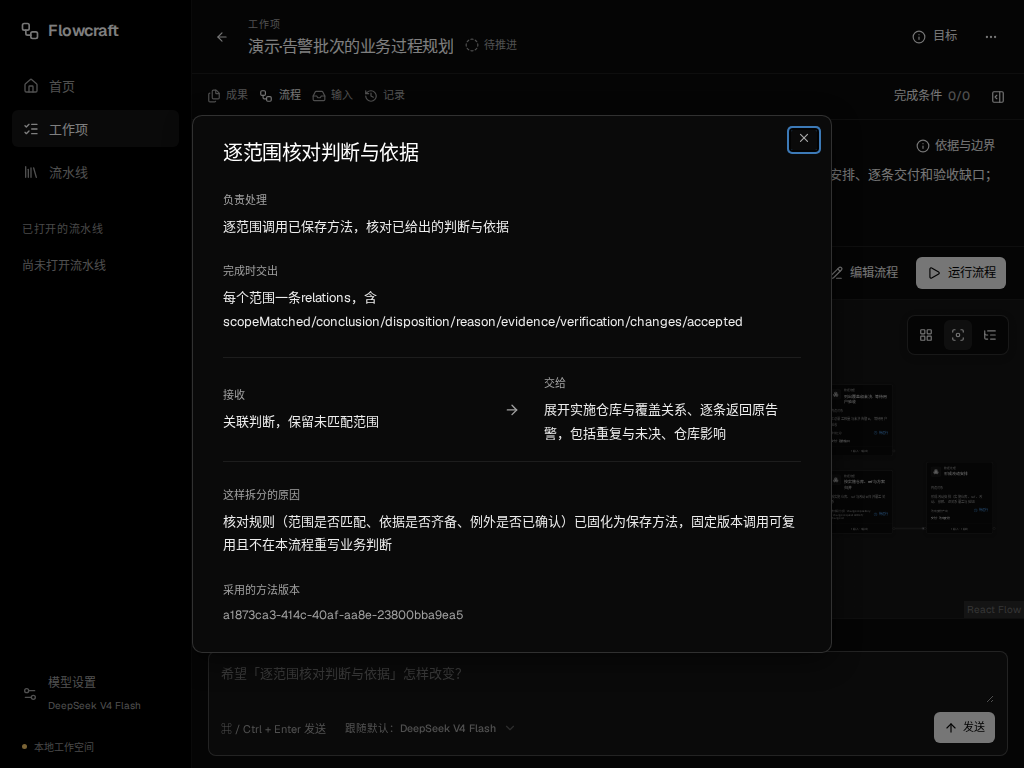 Flowcraft
首页
工作项
流水线
已打开的流水线
尚未打开流水线
模型设置
DeepSeek V4 Flash
本地工作空间
工作项
演示·告警批次的业务过程规划
待推进
目标
成果
流程
输入
记录
完成条件 0/0
依据与边界
安排、逐条交付和验收缺口；
编辑流程
运行流程
逐范围核对判断与依据
负责处理
逐范围调用已保存方法，核对已给出的判断与依据
完成时交出
每个范围一条relations，含
scopeMatched/conclusion/disposition/reason/evidence/verification/changes/accepted
接收
关联判断，保留未匹配范围
交给
展开实施仓库与覆盖关系、逐条返回原告
警，包括重复与未决、仓库影响
这样拆分的原因
核对规则（范围是否匹配、依据是否齐备、例外是否已确认）已固化为保存方法，固定版本调用可复
用且不在本流程重写业务判断
采用的方法版本
a1873ca3-414c-40af-aa8e-23800bba9ea5
React Flow
希望「逐范围核对判断与依据」怎样改变？
⌘ / Ctrl + Enter 发送
跟随默认：DeepSeek V4 Flash
发送